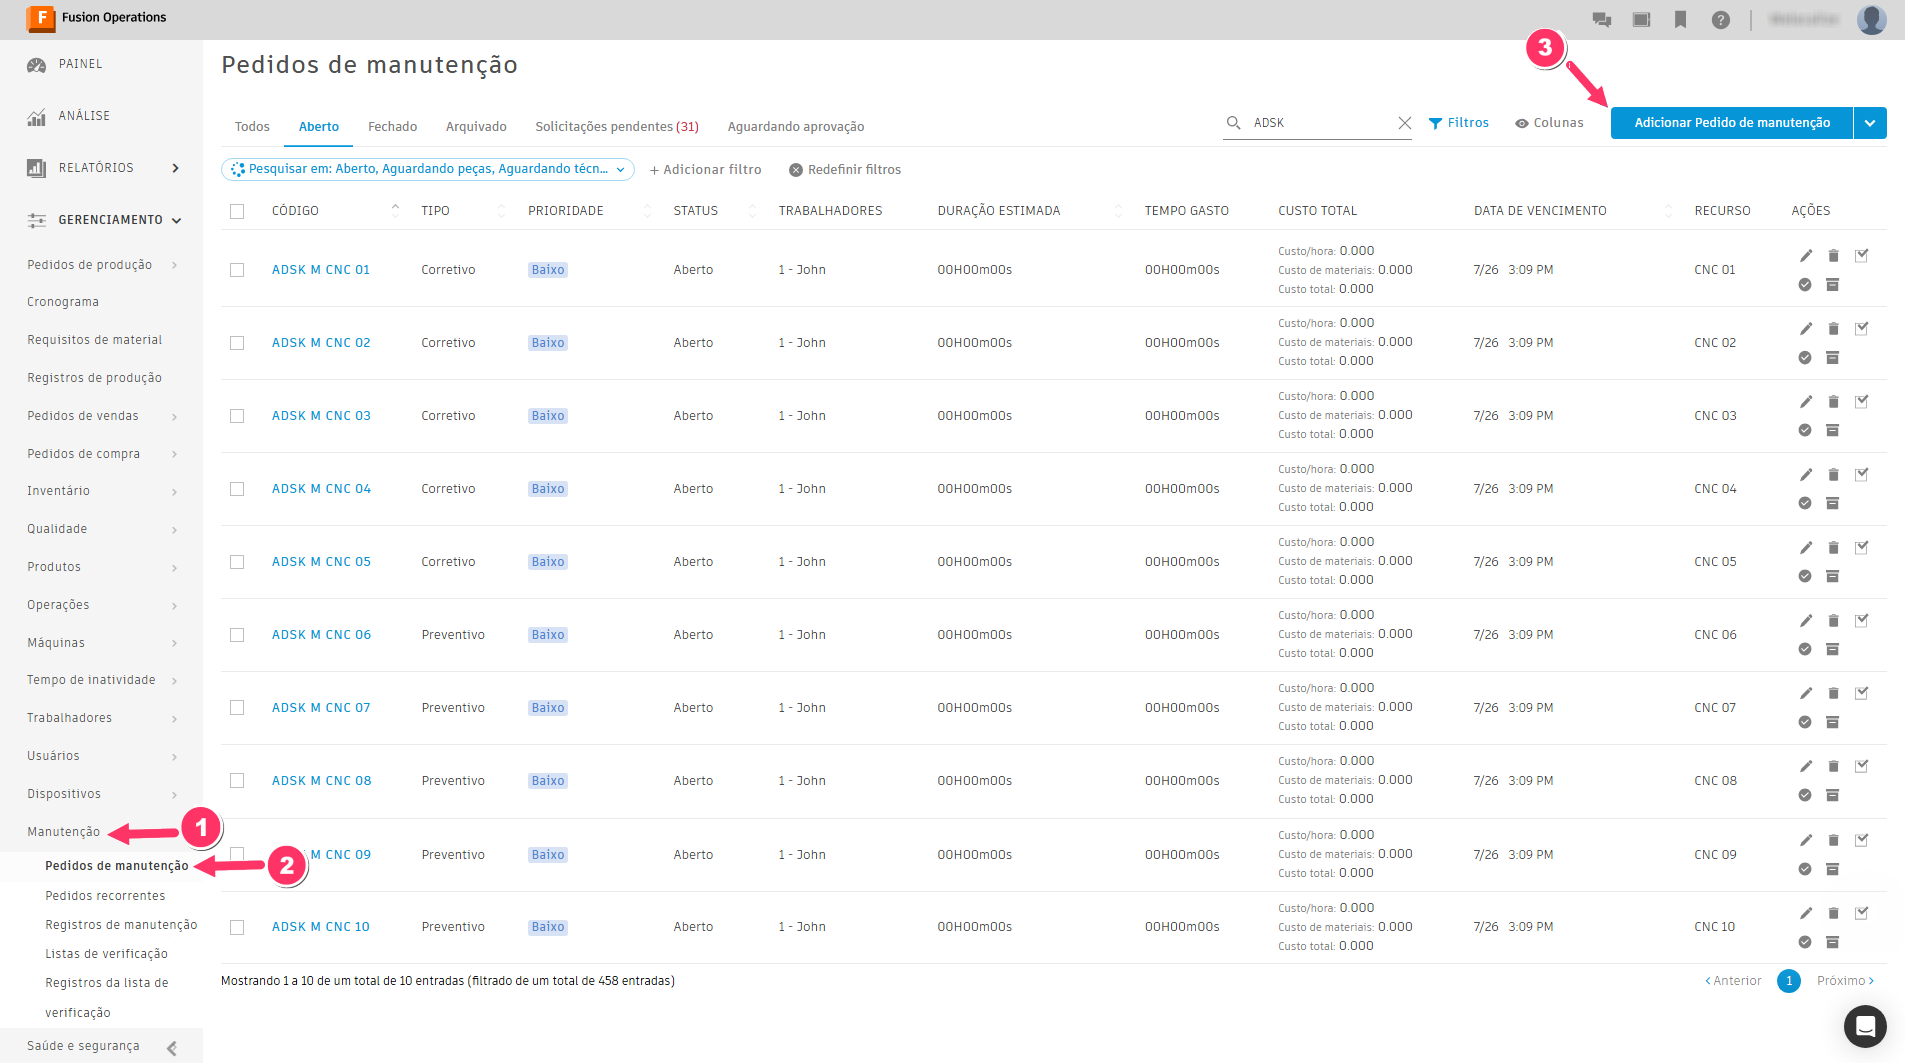 F Fusion Operations
PAINEL
ANÁLISE
RELATÓRIOS
GERENCIAMENTO
Pedidos de produção
Cronograma
Requisitos de material
Registros de produção
Pedidos de vendas
Pedidos de compra
Inventário
Qualidade
Produtos
Operações
Máquinas
Tempo de inatividade
Trabalhadores
Usuários
Dispositivos
Manutenção
1
Pedidos de manutenção
2
Pedidos recorrentes
Registros de manutenção
Listas de verificação
Registros da lista de
verificação
Saúde e segurança
Pedidos de manutenção
3
Todos Aberto Fechado Arquivado Solicitações pendentes (31) Aguardando aprovação
ADSK Filtros Colunas Adicionar Pedido de manutenção
Pesquisar em: Aberto, Aguardando peças, Aguardando técn... + Adicionar filtro Redefinir filtros
CÓDIGO TIPO PRIORIDADE STATUS TRABALHADORES DURAÇÃO ESTIMADA TEMPO GASTO CUSTO TOTAL DATA DE VENCIMENTO RECURSO AÇÕES
Custo/hora: 0.000
ADSK M CNC 01 Corretivo Baixo Aberto 1 - John 00H00m00s 00H00m00s Custo de materiais: 0.000 7/26 3:09 PM CNC 01
Custo total: 0.000
Custo/hora: 0.000
ADSK M CNC 02 Corretivo Baixo Aberto 1 - John 00H00m00s 00H00m00s Custo de materiais: 0.000 7/26 3:09 PM CNC 02
Custo total: 0.000
Custo/hora: 0.000
ADSK M CNC 03 Corretivo Baixo Aberto 1 - John 00H00m00s 00H00m00s Custo de materiais: 0.000 7/26 3:09 PM CNC 03
Custo total: 0.000
Custo/hora: 0.000
ADSK M CNC 04 Corretivo Baixo Aberto 1 - John 00H00m00s 00H00m00s Custo de materiais: 0.000 7/26 3:09 PM CNC 04
Custo total: 0.000
Custo/hora: 0.000
ADSK M CNC 05 Corretivo Baixo Aberto 1 - John 00H00m00s 00H00m00s Custo de materiais: 0.000 7/26 3:09 PM CNC 05
Custo total: 0.000
Custo/hora: 0.000
ADSK M CNC 06 Preventivo Baixo Aberto 1 - John 00H00m00s 00H00m00s Custo de materiais: 0.000 7/26 3:09 PM CNC 06
Custo total: 0.000
Custo/hora: 0.000
ADSK M CNC 07 Preventivo Baixo Aberto 1 - John 00H00m00s 00H00m00s Custo de materiais: 0.000 7/26 3:09 PM CNC 07
Custo total: 0.000
Custo/hora: 0.000
ADSK M CNC 08 Preventivo Baixo Aberto 1 - John 00H00m00s 00H00m00s Custo de materiais: 0.000 7/26 3:09 PM CNC 08
Custo total: 0.000
Custo/hora: 0.000
M CNC 09 Preventivo Baixo Aberto 1 - John 00H00m00s 00H00m00s Custo de materiais: 0.000 7/26 3:09 PM CNC 09
Custo total: 0.000
Custo/hora: 0.000
ADSK M CNC 10 Preventivo Baixo Aberto 1 - John 00H00m00s 00H00m00s Custo de materiais: 0.000 7/26 3:09 PM CNC 10
Custo total: 0.000
Mostrando 1 a 10 de um total de 10 entradas (filtrado de um total de 458 entradas)
Anterior 1 Próximo